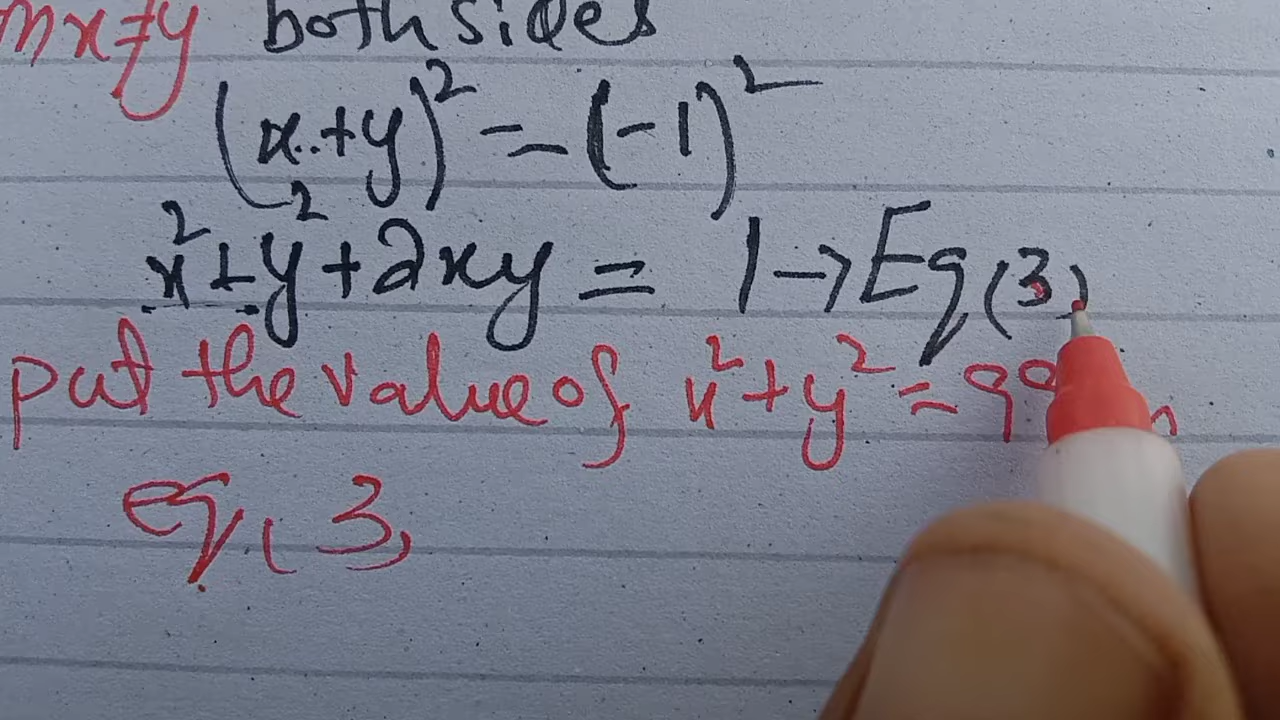 both sides
(x+y)² = (-1)²
x²+y²+2xy = 1 → Eq(3)
put the value of x²+y² =
eq(3)